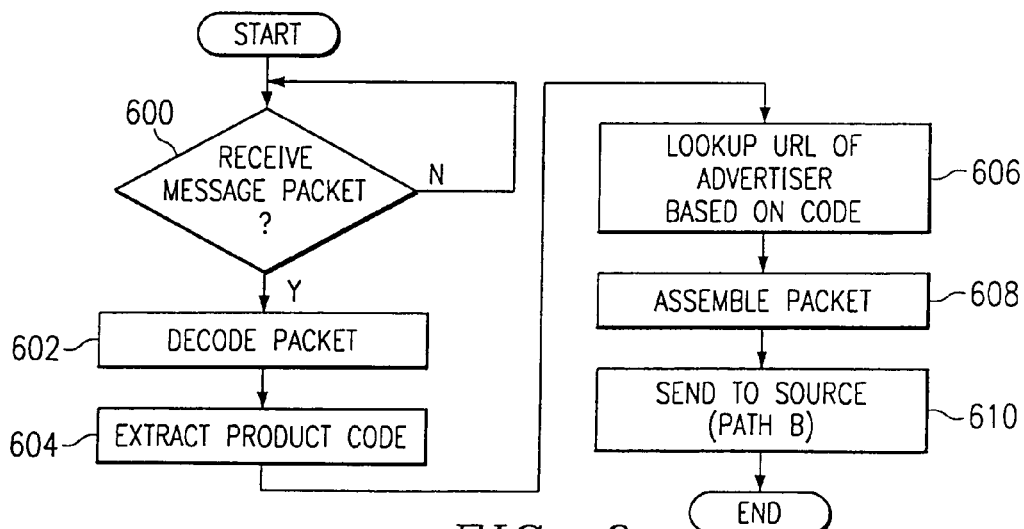 START
600
RECEIVE
MESSAGE PACKET
?
N
Y
602
DECODE PACKET
604
EXTRACT PRODUCT CODE
LOOKUP URL OF
ADVERTISER
BASED ON CODE
606
ASSEMBLE PACKET
608
SEND TO SOURCE
(PATH B)
610
END